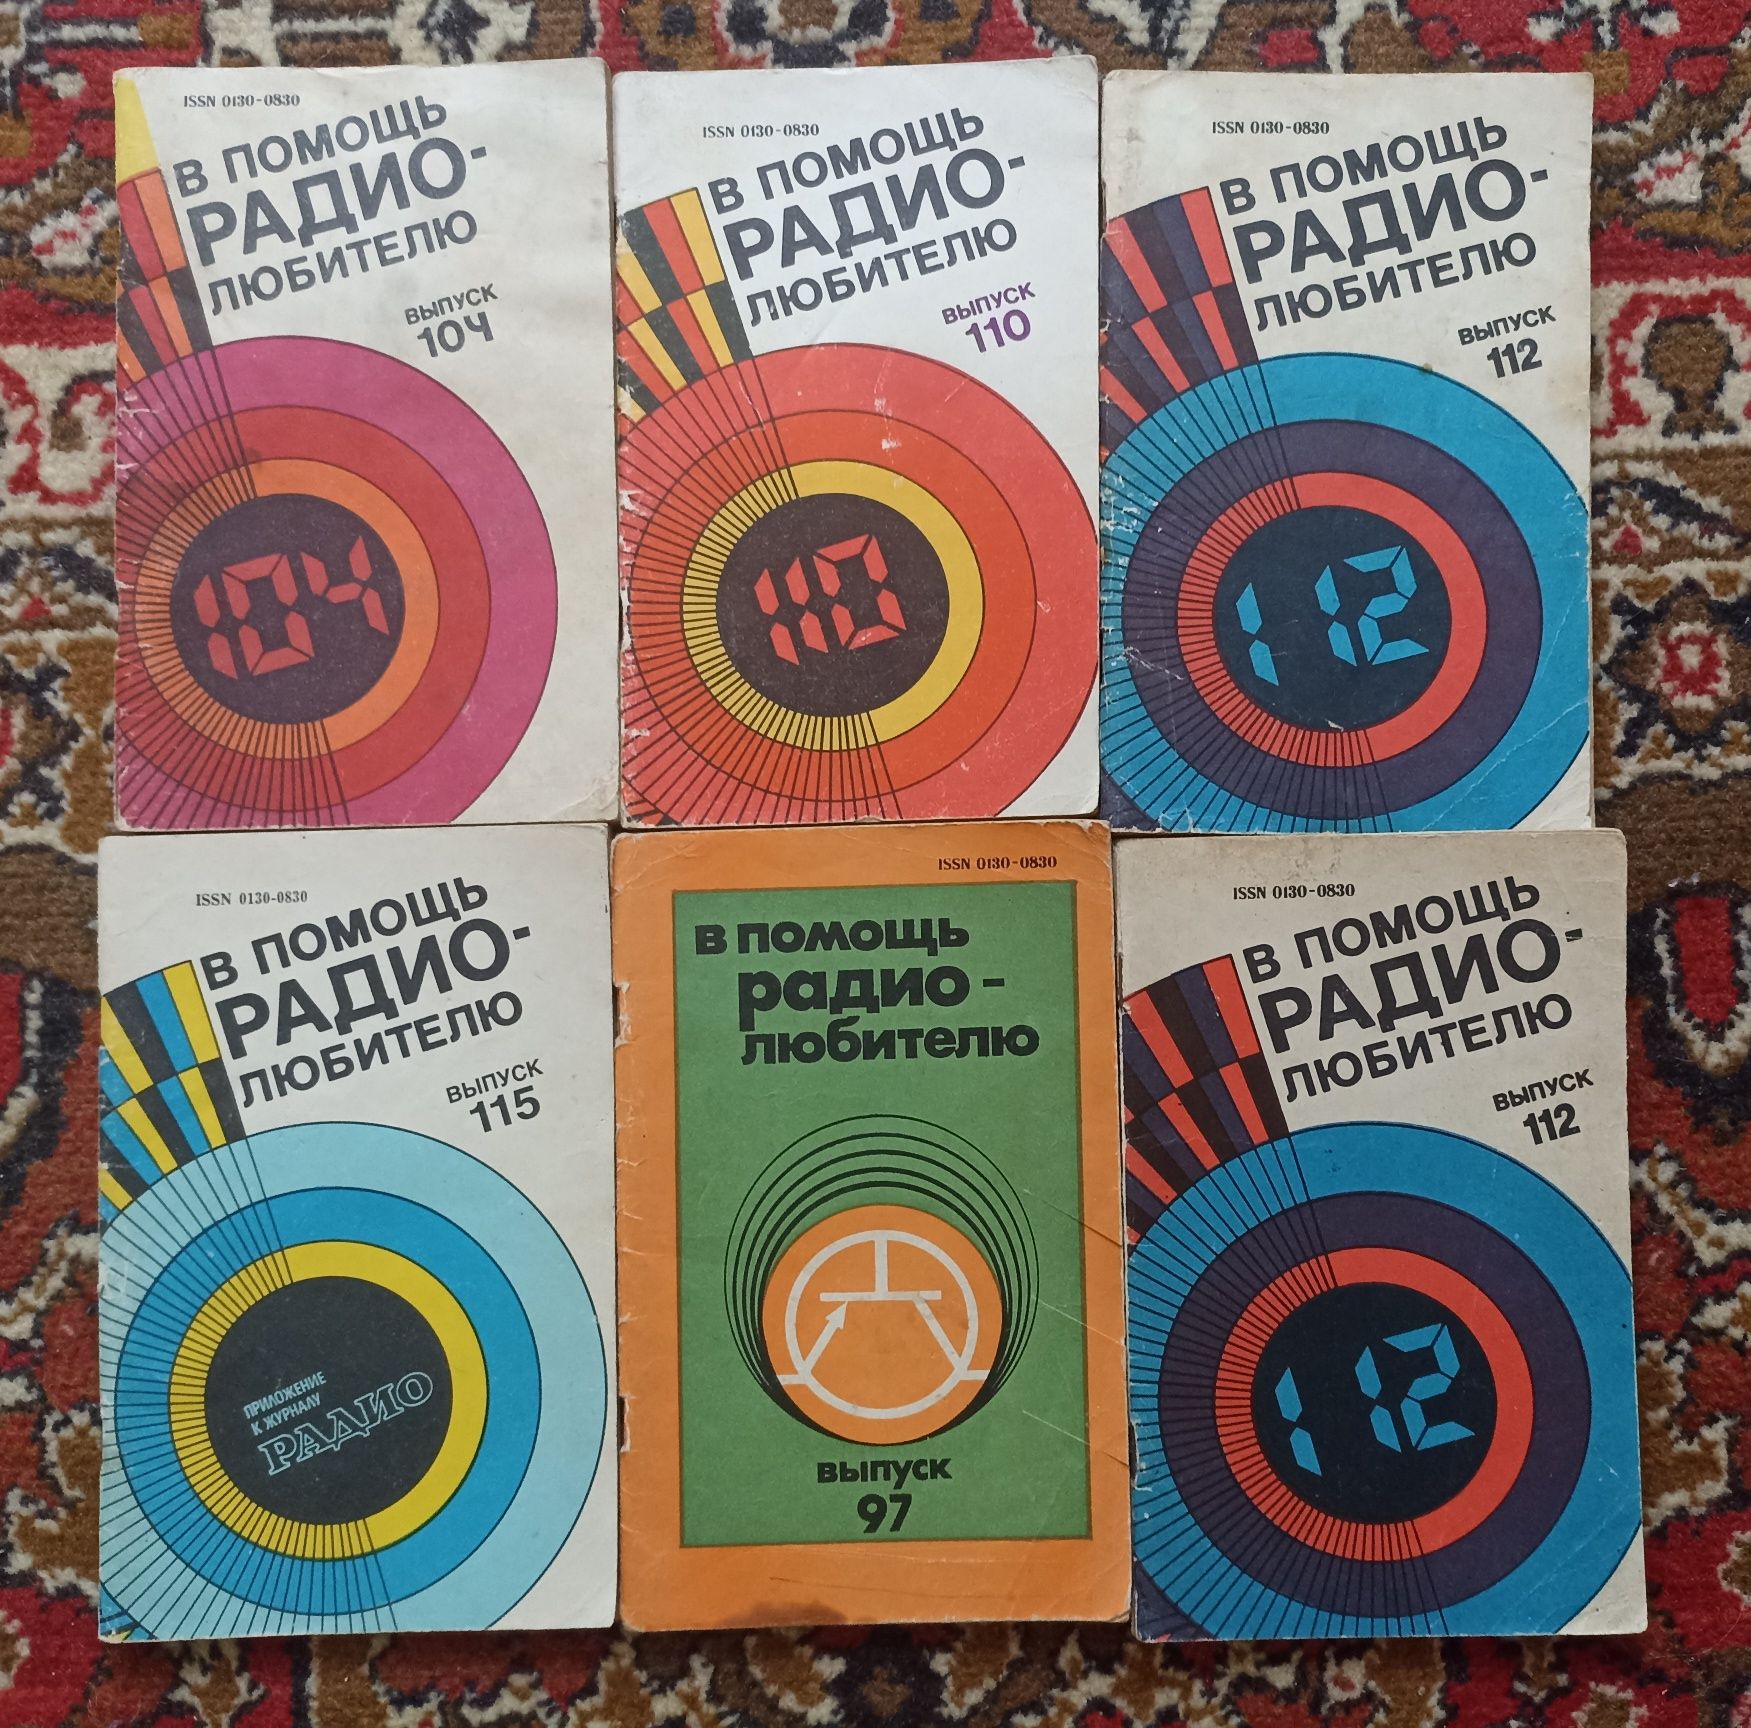 ISSN 0130-0830
В ПОМОЩЬ
РАДИО-
ЛЮБИТЕЛЮ
ВЫПУСК
104
104
ISSN 0130-0830
В ПОМОЩЬ
РАДИО-
ЛЮБИТЕЛЮ
ВЫПУСК
110
110
ISSN 0130-0830
В ПОМОЩЬ
РАДИО-
ЛЮБИТЕЛЮ
ВЫПУСК
112
112
ISSN 0130-0830
В ПОМОЩЬ
РАДИО-
ЛЮБИТЕЛЮ
ВЫПУСК
115
ПРИЛОЖЕНИЕ
К ЖУРНАЛУ
РАДИО
ISSN 0130-0830
В ПОМОЩЬ
радио-
любителю
ВЫПУСК
97
ISSN 0130-0830
В ПОМОЩЬ
РАДИО-
ЛЮБИТЕЛЮ
ВЫПУСК
112
112